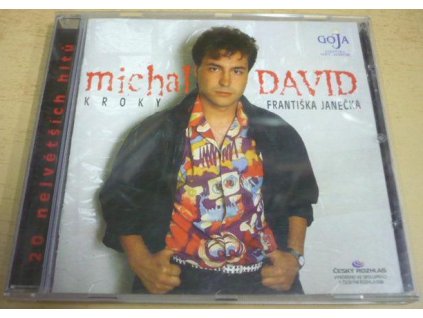 GOJA
michal DAVID
KROKY FRANTIŠKA JANEČKA
20 největších hitů
ČESKÝ ROZHLAS